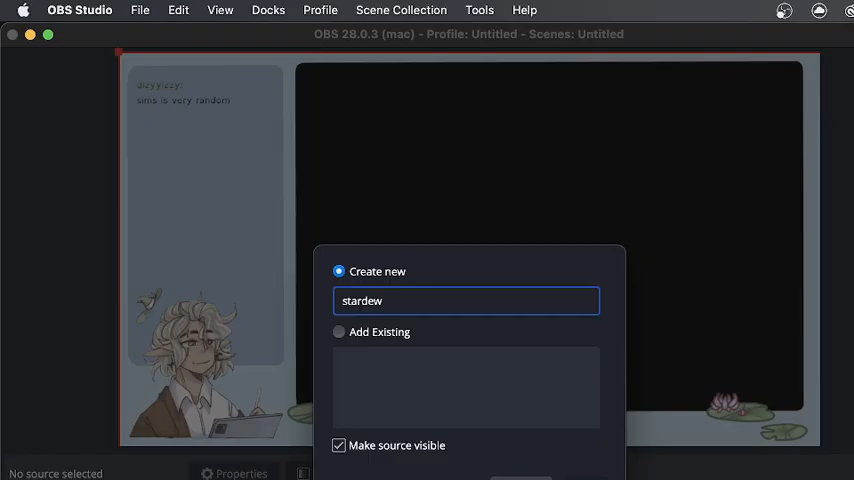 OBS Studio File Edit View Docks Profile Scene Collection Tools Help
OBS 28.0.3 (mac) - Profile: Untitled - Scenes: Untitled
dizyyizzy:
sims is very random
Create new
stardew
Add Existing
Make source visible
No source selected
Properties